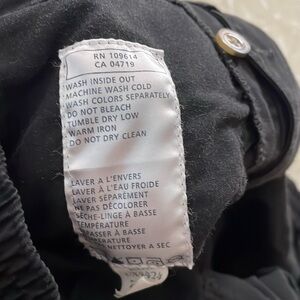 RN 109614
CA 04719
WASH INSIDE OUT
MACHINE WASH COLD
WASH COLORS SEPARATELY
DO NOT BLEACH
TUMBLE DRY LOW
WARM IRON
DO NOT DRY CLEAN
LAVER A L'ENVERS
LAVER À L'EAU FROIDE
LAVER SÉPARÉMENT
NE PAS DÉCOLORER
SÈCHE-LINGE À BASSE
TEMPÉRATURE
REPASSER À BASSE
TEMPÉRATURE
NETTOYER A SEC